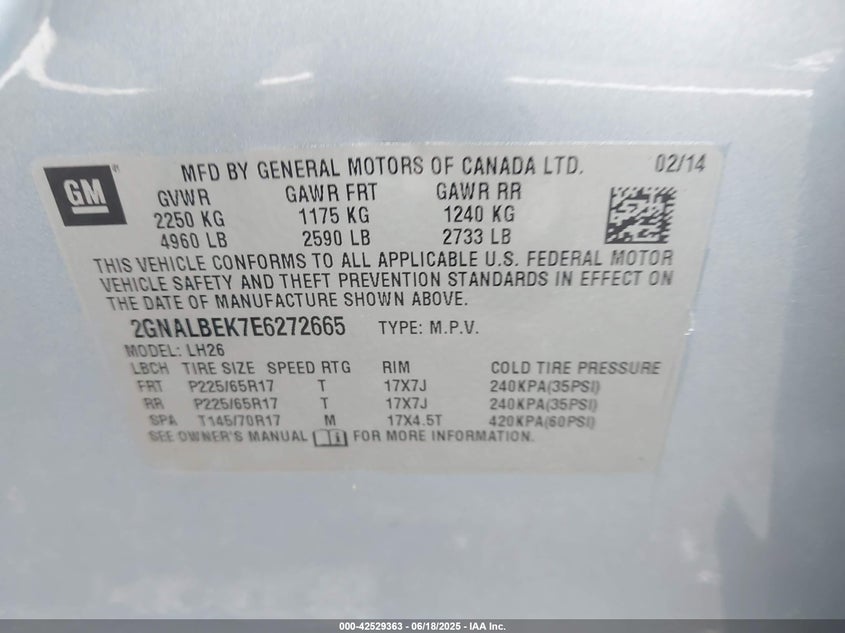 GM
MFD BY GENERAL MOTORS OF CANADA LTD. 02/14
GVWR GAWR FRT GAWR RR
2250 KG 1175 KG 1240 KG
4960 LB 2590 LB 2733 LB
THIS VEHICLE CONFORMS TO ALL APPLICABLE U.S. FEDERAL MOTOR
VEHICLE SAFETY AND THEFT PREVENTION STANDARDS IN EFFECT ON
THE DATE OF MANUFACTURE SHOWN ABOVE.
2GNALBEK7E6272665 TYPE: M.P.V.
MODEL: LH26
LBCH TIRE SIZE SPEED RTG RIM COLD TIRE PRESSURE
FRT P225/65R17 T 17X7J 240KPA(35PSI)
RR P225/65R17 T 17X7J 240KPA(35PSI)
SPA T145/70R17 M 17X4.5T 420KPA(60PSI)
SEE OWNER'S MANUAL FOR MORE INFORMATION.
000-42529363 - 06/18/2025 - IAA Inc.